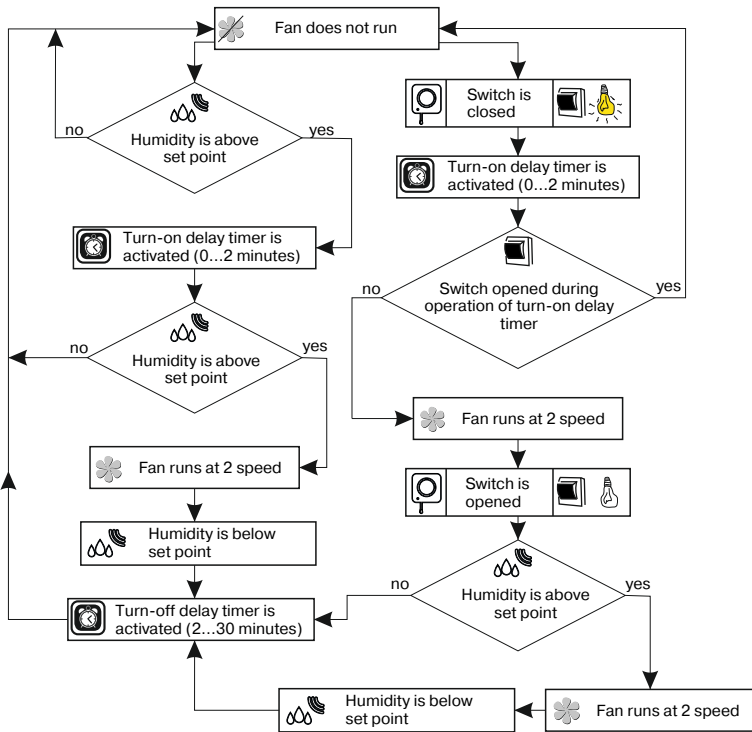 Fan does not run
no
Humidity is above
set point
yes
Switch is
closed
Turn-on delay timer is
activated (0...2 minutes)
Turn-on delay timer is
activated (0...2 minutes)
no
Switch opened during
operation of turn-on delay
timer
yes
no
Humidity is above
set point
yes
Fan runs at 2 speed
Fan runs at 2 speed
Switch is
opened
Humidity is below
set point
no
Humidity is above
set point
yes
Turn-off delay timer is
activated (2...30 minutes)
Humidity is below
set point
Fan runs at 2 speed